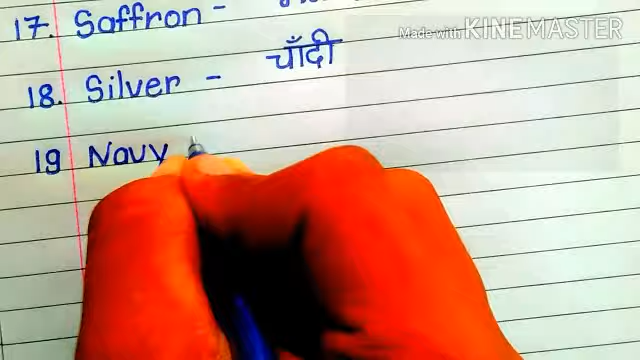 Made with KINEMASTER
17. Saffron -
18. Silver - चाँदी
19 Navy